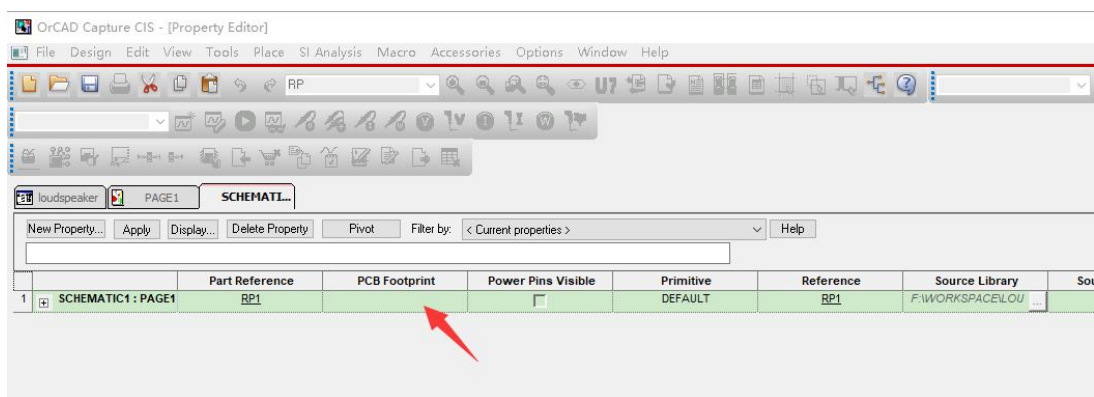 OrCAD Capture CIS - [Property Editor]
File Design Edit View Tools Place SI Analysis Macro Accessories Options Window Help
RP U?
V V I I W
loudspeaker PAGE1 SCHEMATI...
New Property... Apply Display... Delete Property Pivot Filter by: < Current properties > Help
Part Reference PCB Footprint Power Pins Visible Primitive Reference Source Library Sou
1 SCHEMATIC1 : PAGE1 RP1 DEFAULT RP1 F:\WORKSPACE\LOU ...